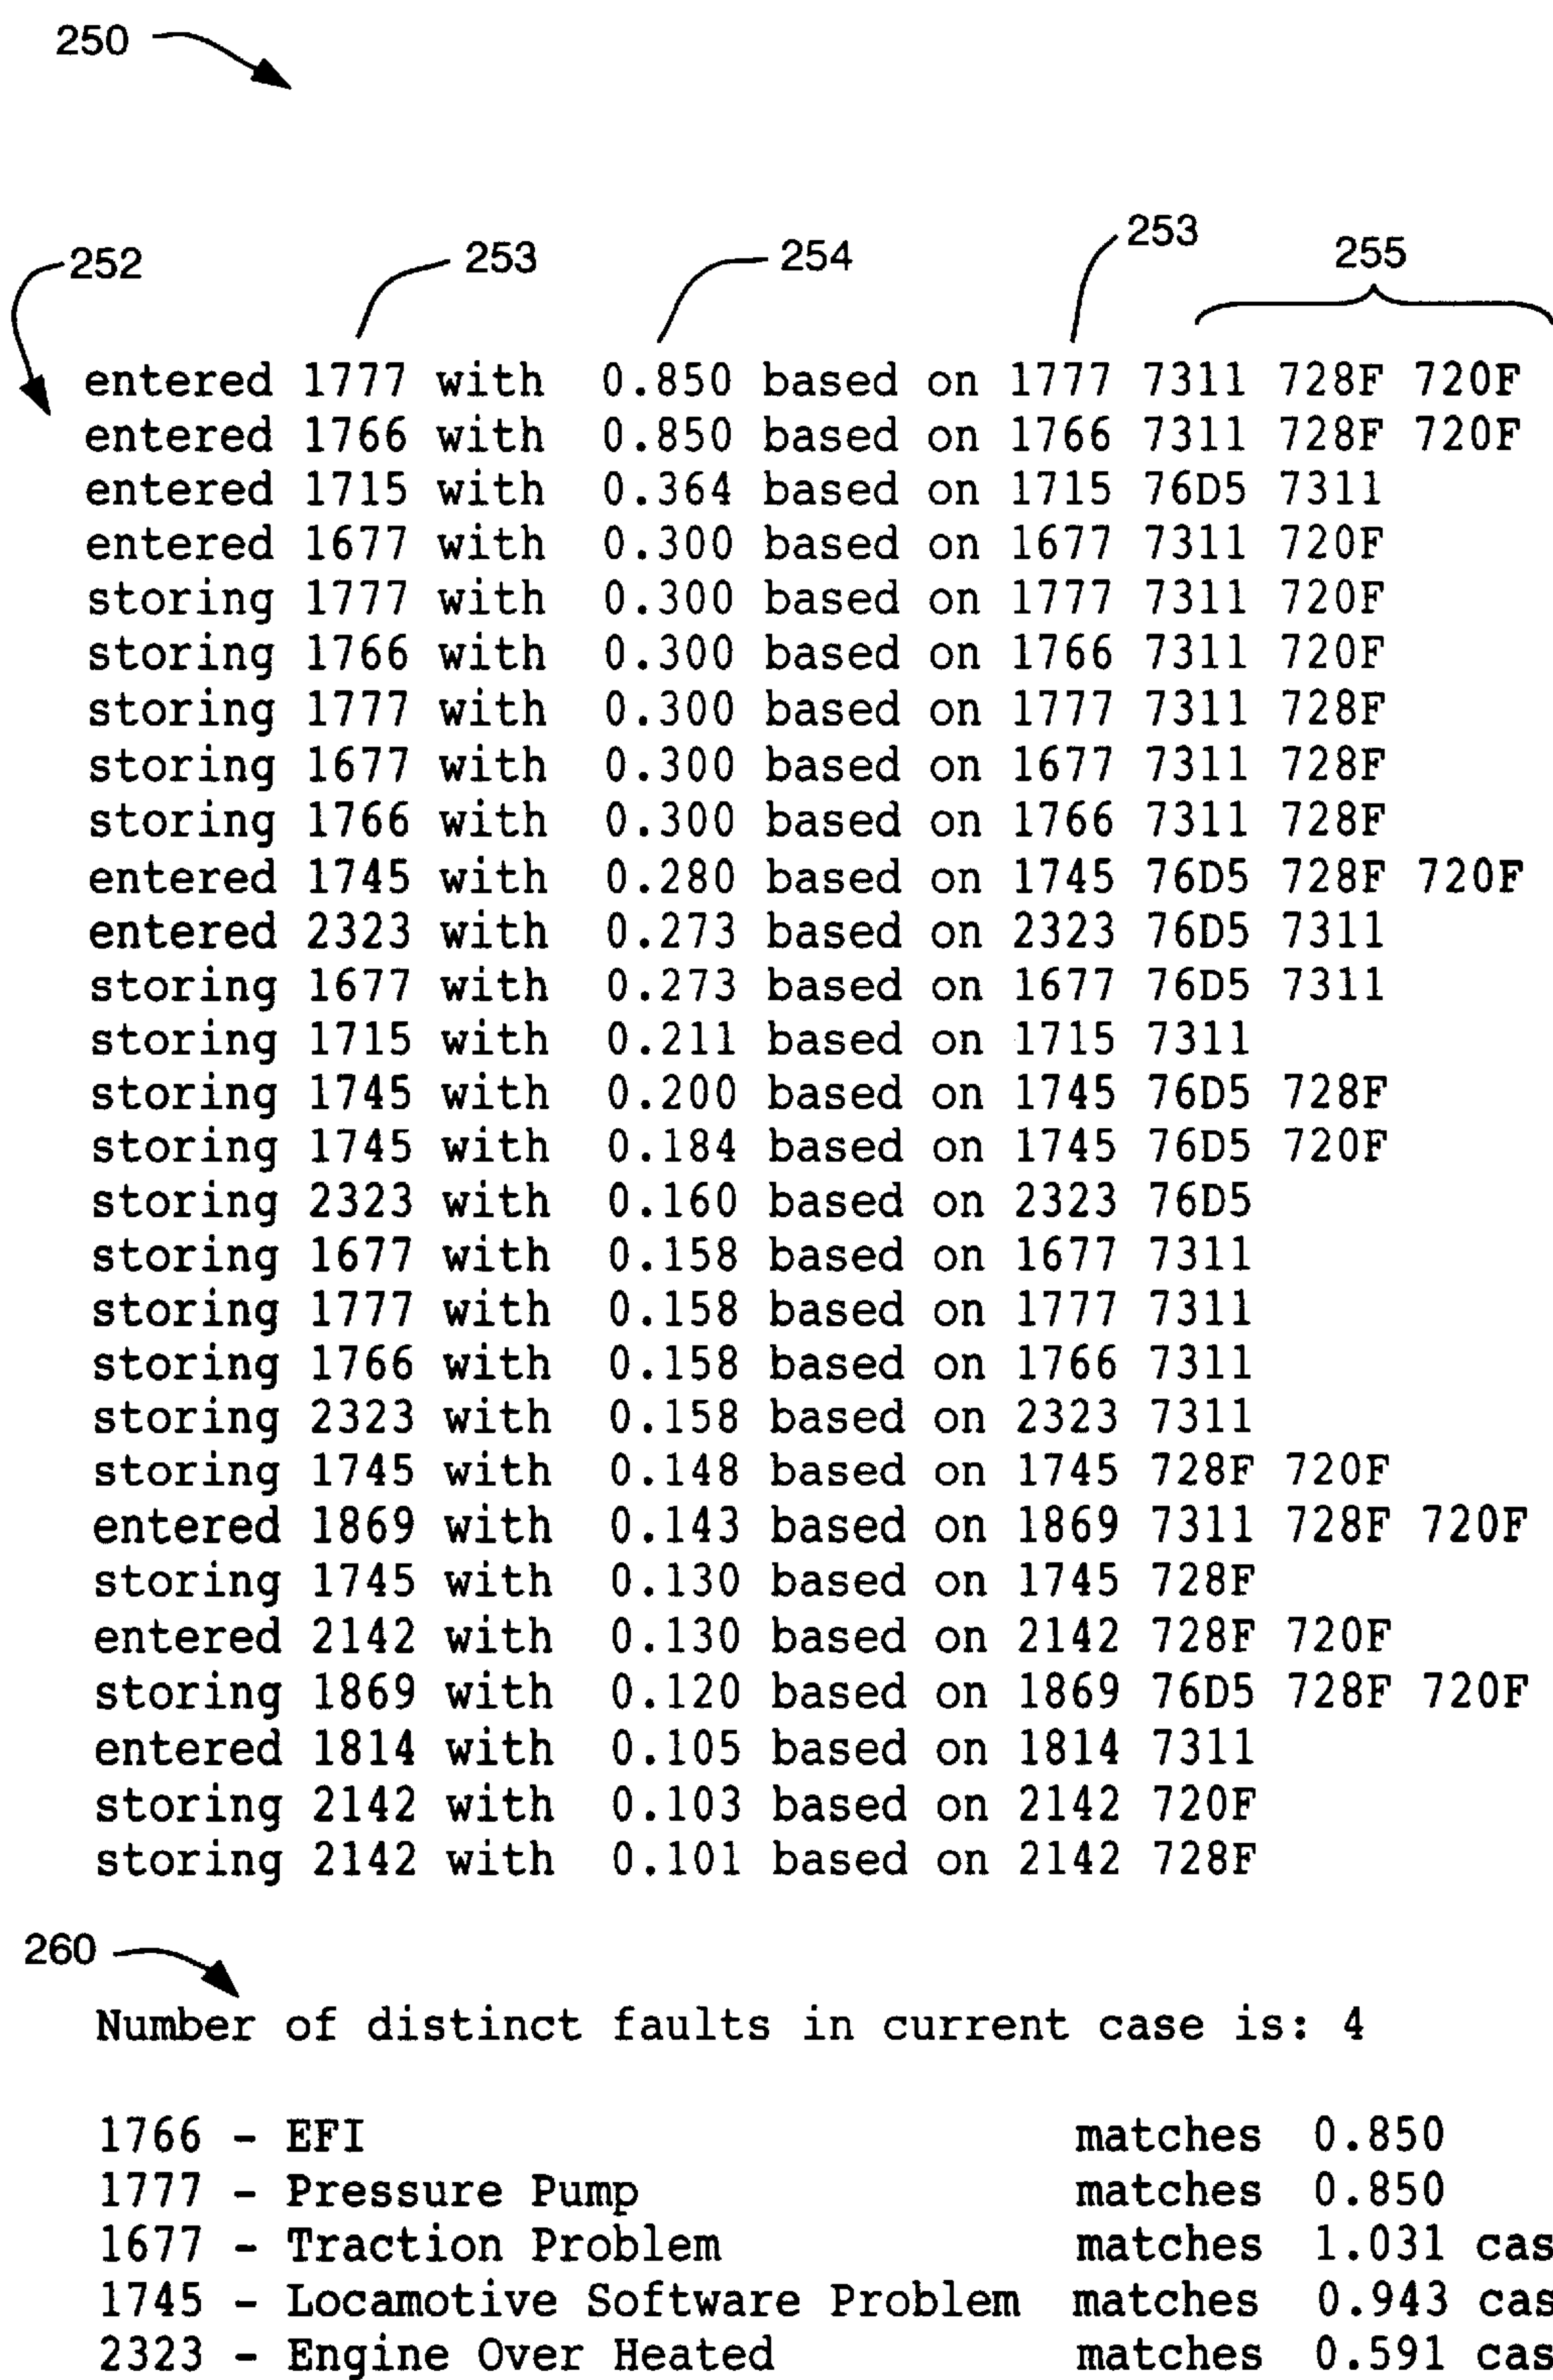 250
252 253 254 253 255
entered 1777 with 0.850 based on 1777 7311 728F 720F
entered 1766 with 0.850 based on 1766 7311 728F 720F
entered 1715 with 0.364 based on 1715 76D5 7311
entered 1677 with 0.300 based on 1677 7311 720F
storing 1777 with 0.300 based on 1777 7311 720F
storing 1766 with 0.300 based on 1766 7311 720F
storing 1777 with 0.300 based on 1777 7311 728F
storing 1677 with 0.300 based on 1677 7311 728F
storing 1766 with 0.300 based on 1766 7311 728F
entered 1745 with 0.280 based on 1745 76D5 728F 720F
entered 2323 with 0.273 based on 2323 76D5 7311
storing 1677 with 0.273 based on 1677 76D5 7311
storing 1715 with 0.211 based on 1715 7311
storing 1745 with 0.200 based on 1745 76D5 728F
storing 1745 with 0.184 based on 1745 76D5 720F
storing 2323 with 0.160 based on 2323 76D5
storing 1677 with 0.158 based on 1677 7311
storing 1777 with 0.158 based on 1777 7311
storing 1766 with 0.158 based on 1766 7311
storing 2323 with 0.158 based on 2323 7311
storing 1745 with 0.148 based on 1745 728F 720F
entered 1869 with 0.143 based on 1869 7311 728F 720F
storing 1745 with 0.130 based on 1745 728F
entered 2142 with 0.130 based on 2142 728F 720F
storing 1869 with 0.120 based on 1869 76D5 728F 720F
entered 1814 with 0.105 based on 1814 7311
storing 2142 with 0.103 based on 2142 720F
storing 2142 with 0.101 based on 2142 728F
260
Number of distinct faults in current case is: 4
1766 - EFI matches 0.850
1777 - Pressure Pump matches 0.850
1677 - Traction Problem matches 1.031 cas
1745 - Locamotive Software Problem matches 0.943 cas
2323 - Engine Over Heated matches 0.591 cas